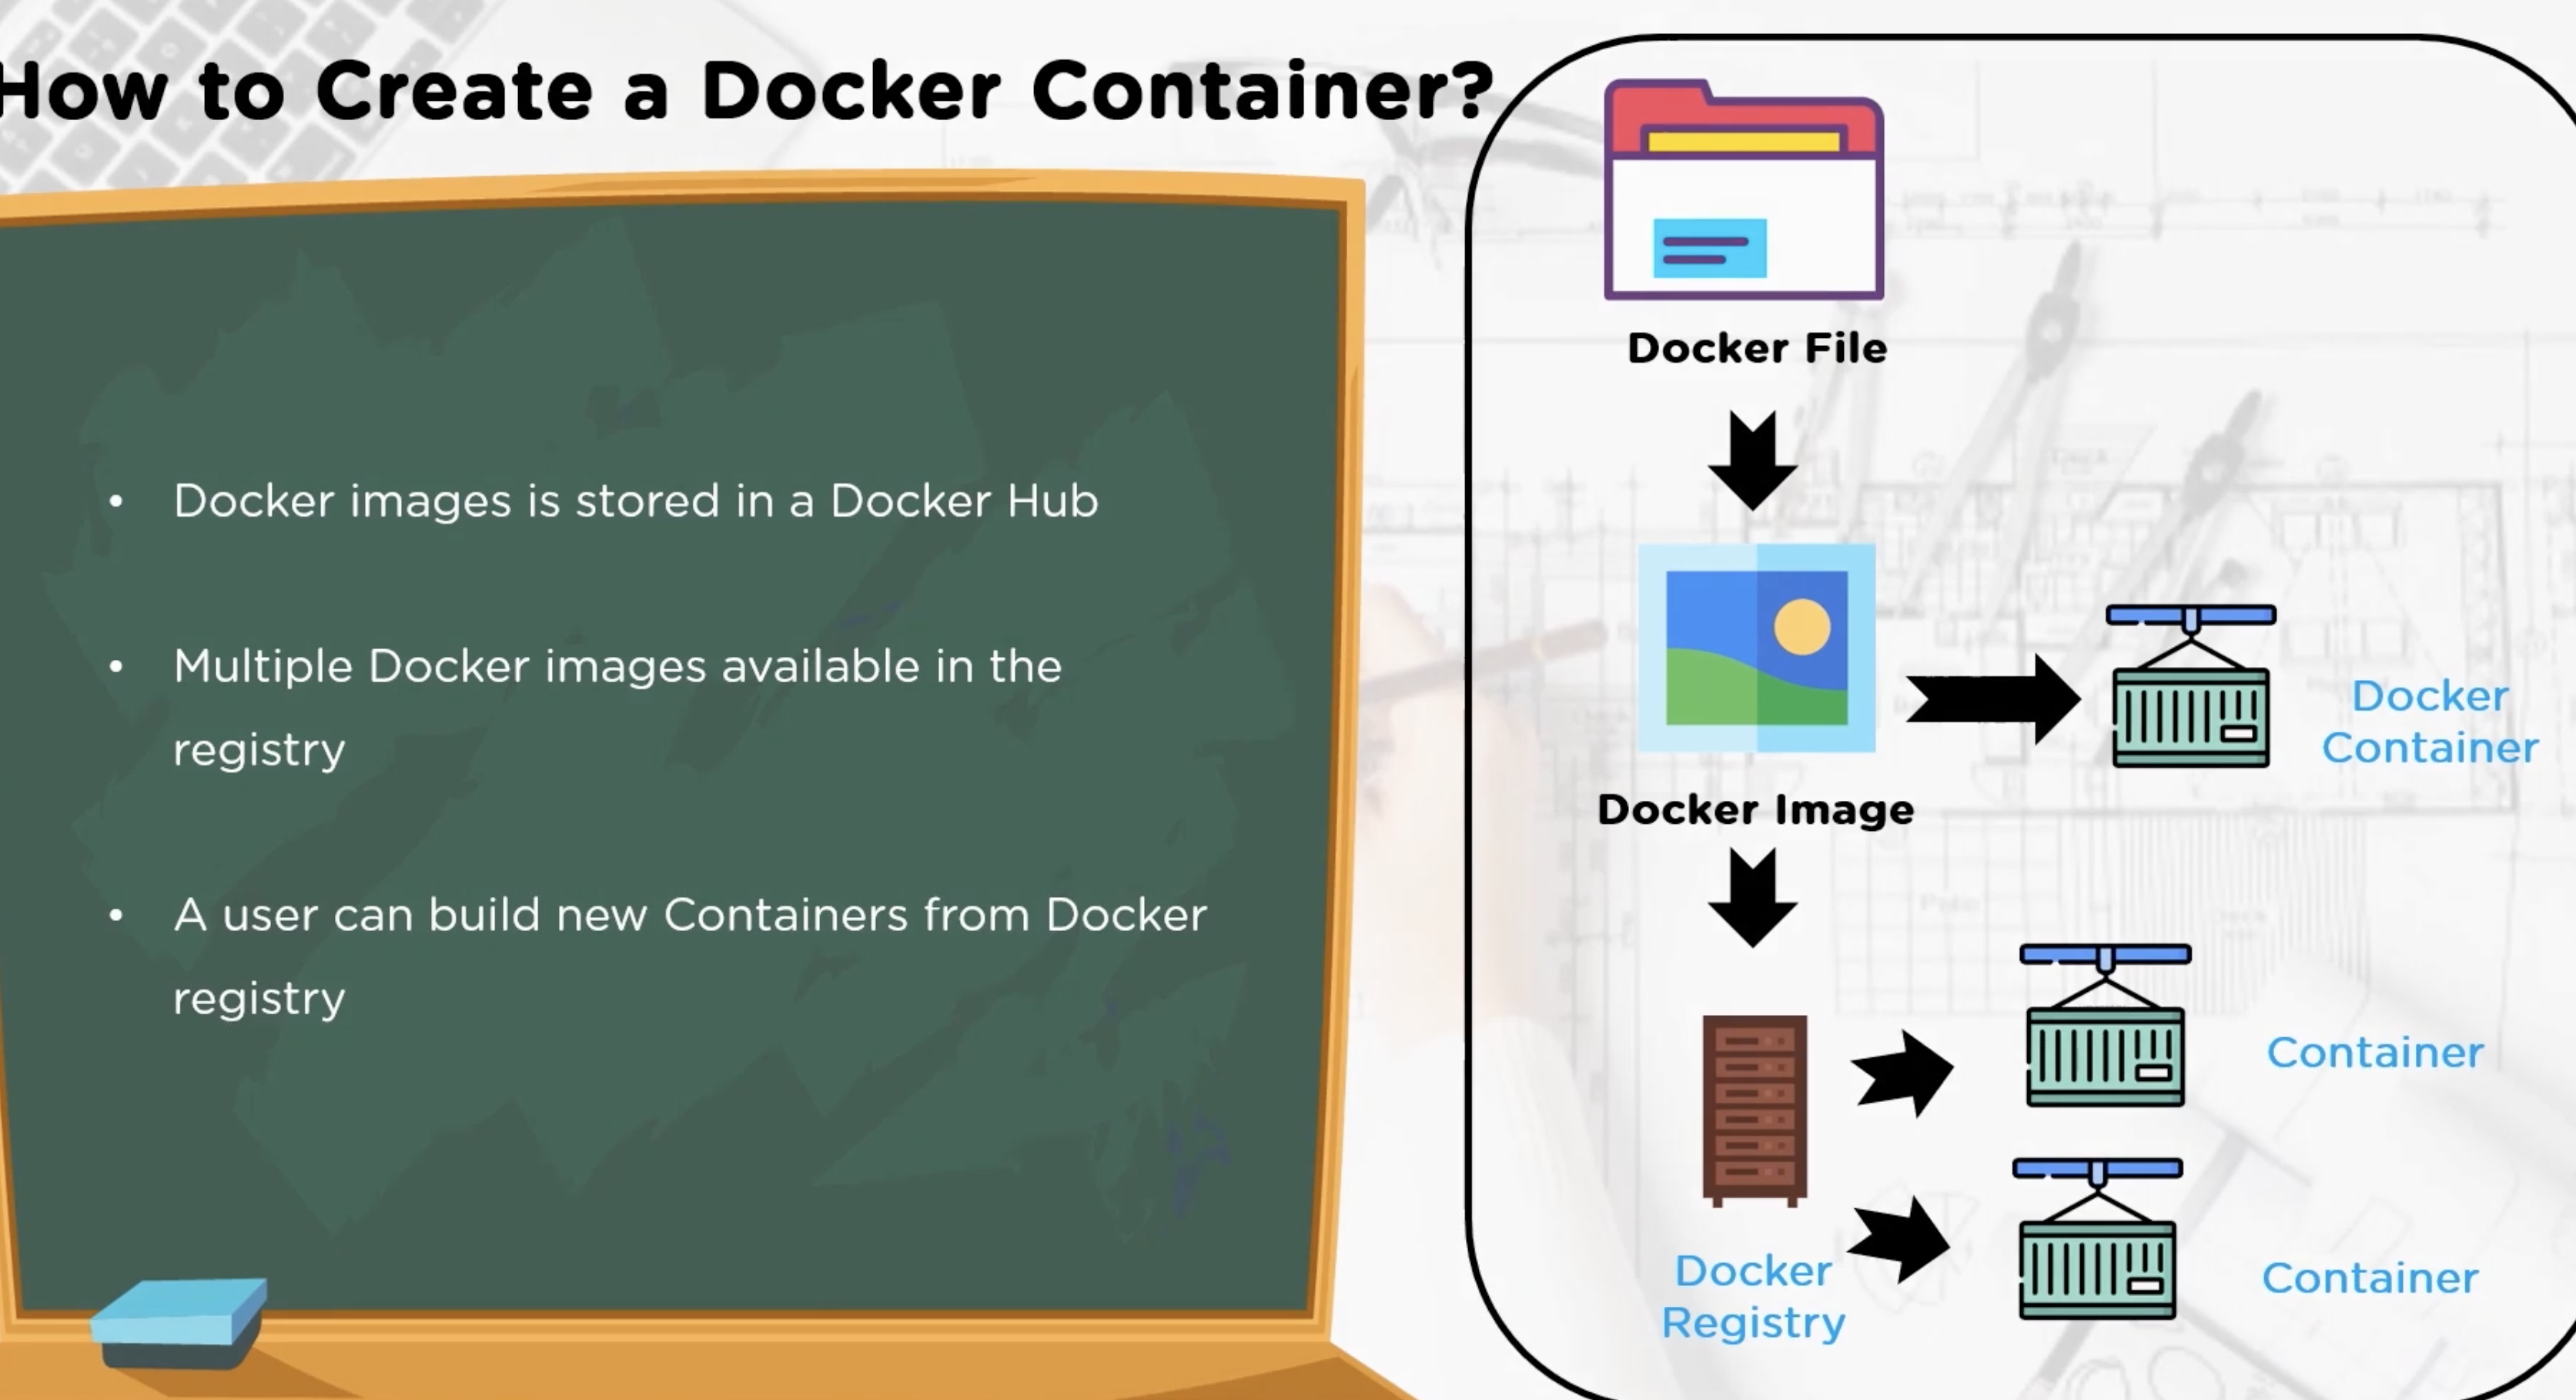 How to Create a Docker Container?
• Docker images is stored in a Docker Hub
• Multiple Docker images available in the
registry
• A user can build new Containers from Docker
registry
Docker File
Docker Image
Docker
Container
Container
Docker
Registry
Container